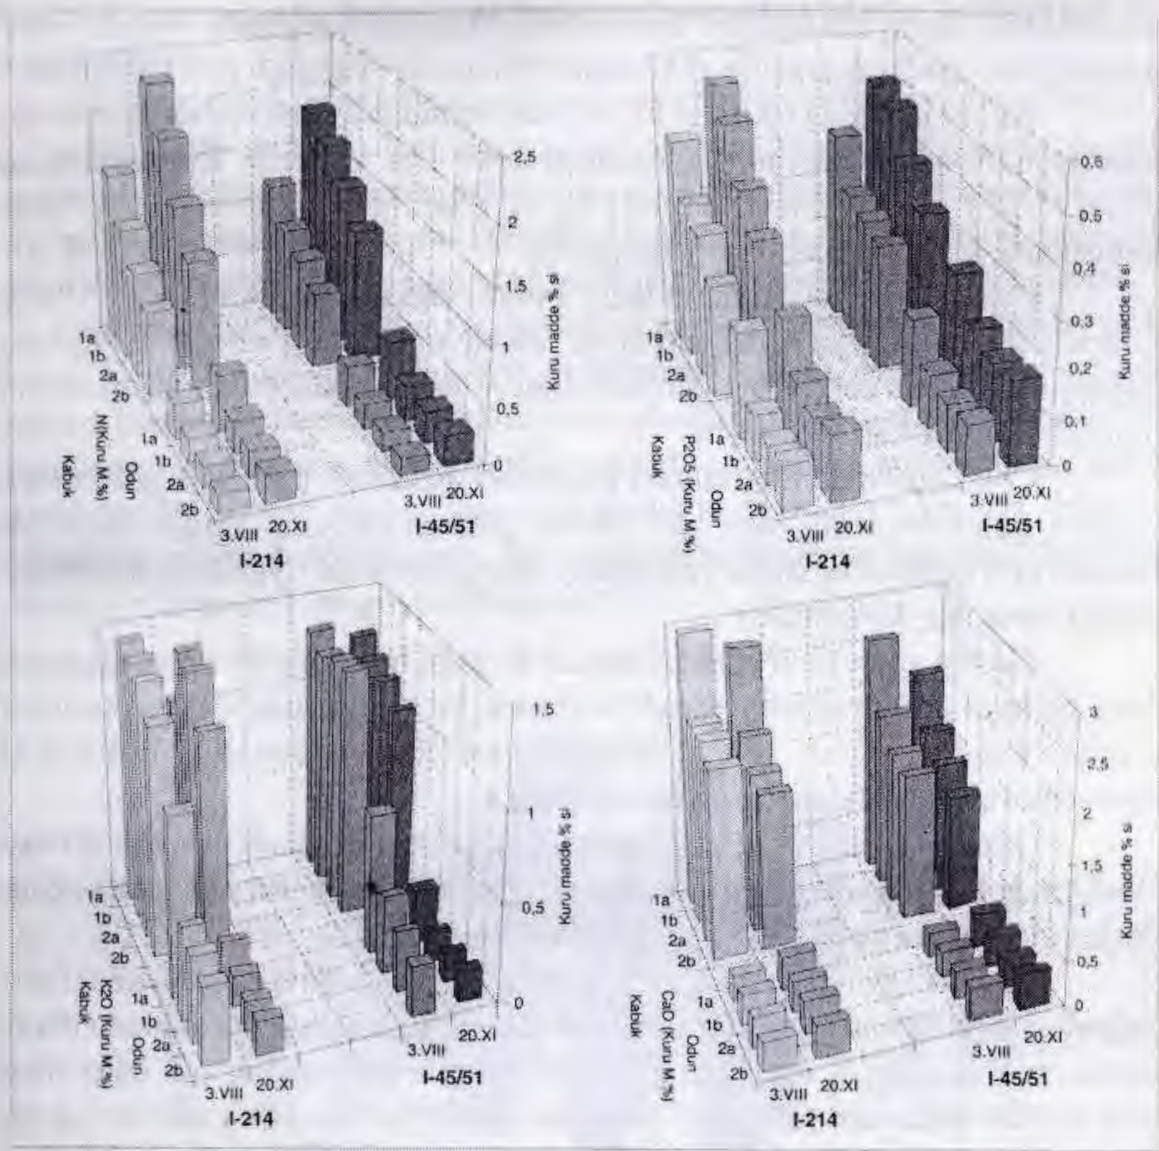 2,5
2
1,5
1
0,5
0
Kuru madde % si
1a
1b
2a
2b
1a
1b
2a
2b
N(Kuru M.%)
Kabuk
Odun
3.VIII
20.XI
3.VIII
20.XI
I-214
I-45/51
0,6
0,5
0,4
0.3
0.2
0,1
0
Kuru madde % si
1a
1b
2a
2b
1a
1b
2a
2b
P2O5 (Kuru M.%)
Kabuk
Odun
3.VIII
20.XI
3.VIII
20.XI
I-214
I-45/51
1,5
1
0,5
0
Kuru madde % si
1a
1b
2a
2b
1a
1b
2a
2b
K2O (Kuru M.%)
Kabuk
Odun
3.VIII
20.XI
3.VIII
20.XI
I-214
I-45/51
3
2,5
2
1,5
1
0,5
0
Kuru madde % si
1a
1b
2a
2b
1a
1b
2a
2b
CaO (Kuru M.%)
Kabuk
Odun
3.VIII
20.XI
3.VIII
20.XI
I-214
I-45/51